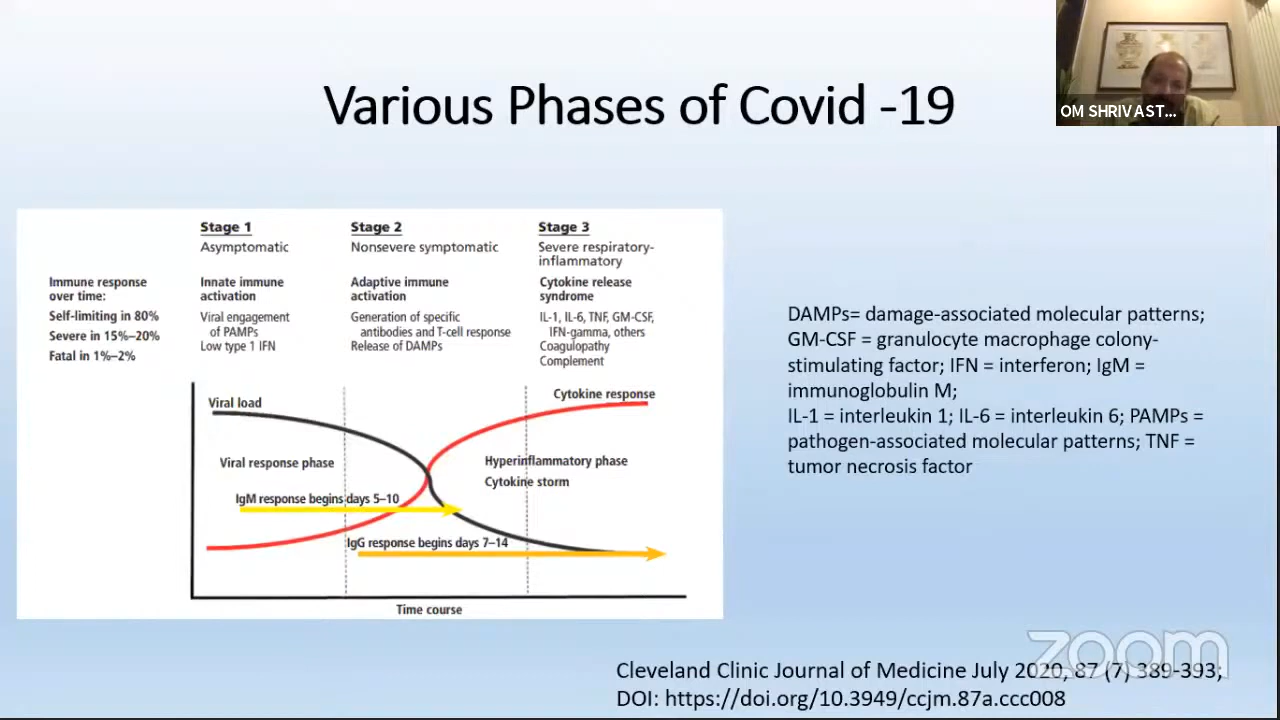 OM SHRIVAST...
Various Phases of Covid -19
Stage 1
Asymptomatic
Stage 2
Nonsevere symptomatic
Stage 3
Severe respiratory-
inflammatory
Immune response
over time:
Self-limiting in 80%
Severe in 15%–20%
Fatal in 1%–2%
Innate immune
activation
Viral engagement
of PAMPs
Low type 1 IFN
Adaptive immune
activation
Generation of specific
antibodies and T-cell response
Release of DAMPs
Cytokine release
syndrome
IL-1, IL-6, TNF, GM-CSF,
IFN-gamma, others
Coagulopathy
Complement
Viral load
Cytokine response
Viral response phase
Hyperinflammatory phase
Cytokine storm
IgM response begins days 5–10
IgG response begins days 7–14
Time course
DAMPs= damage-associated molecular patterns;
GM-CSF = granulocyte macrophage colony-
stimulating factor; IFN = interferon; IgM =
immunoglobulin M;
IL-1 = interleukin 1; IL-6 = interleukin 6; PAMPs =
pathogen-associated molecular patterns; TNF =
tumor necrosis factor
zoom
Cleveland Clinic Journal of Medicine July 2020, 87 (7) 389-393;
DOI: https://doi.org/10.3949/ccjm.87a.ccc008